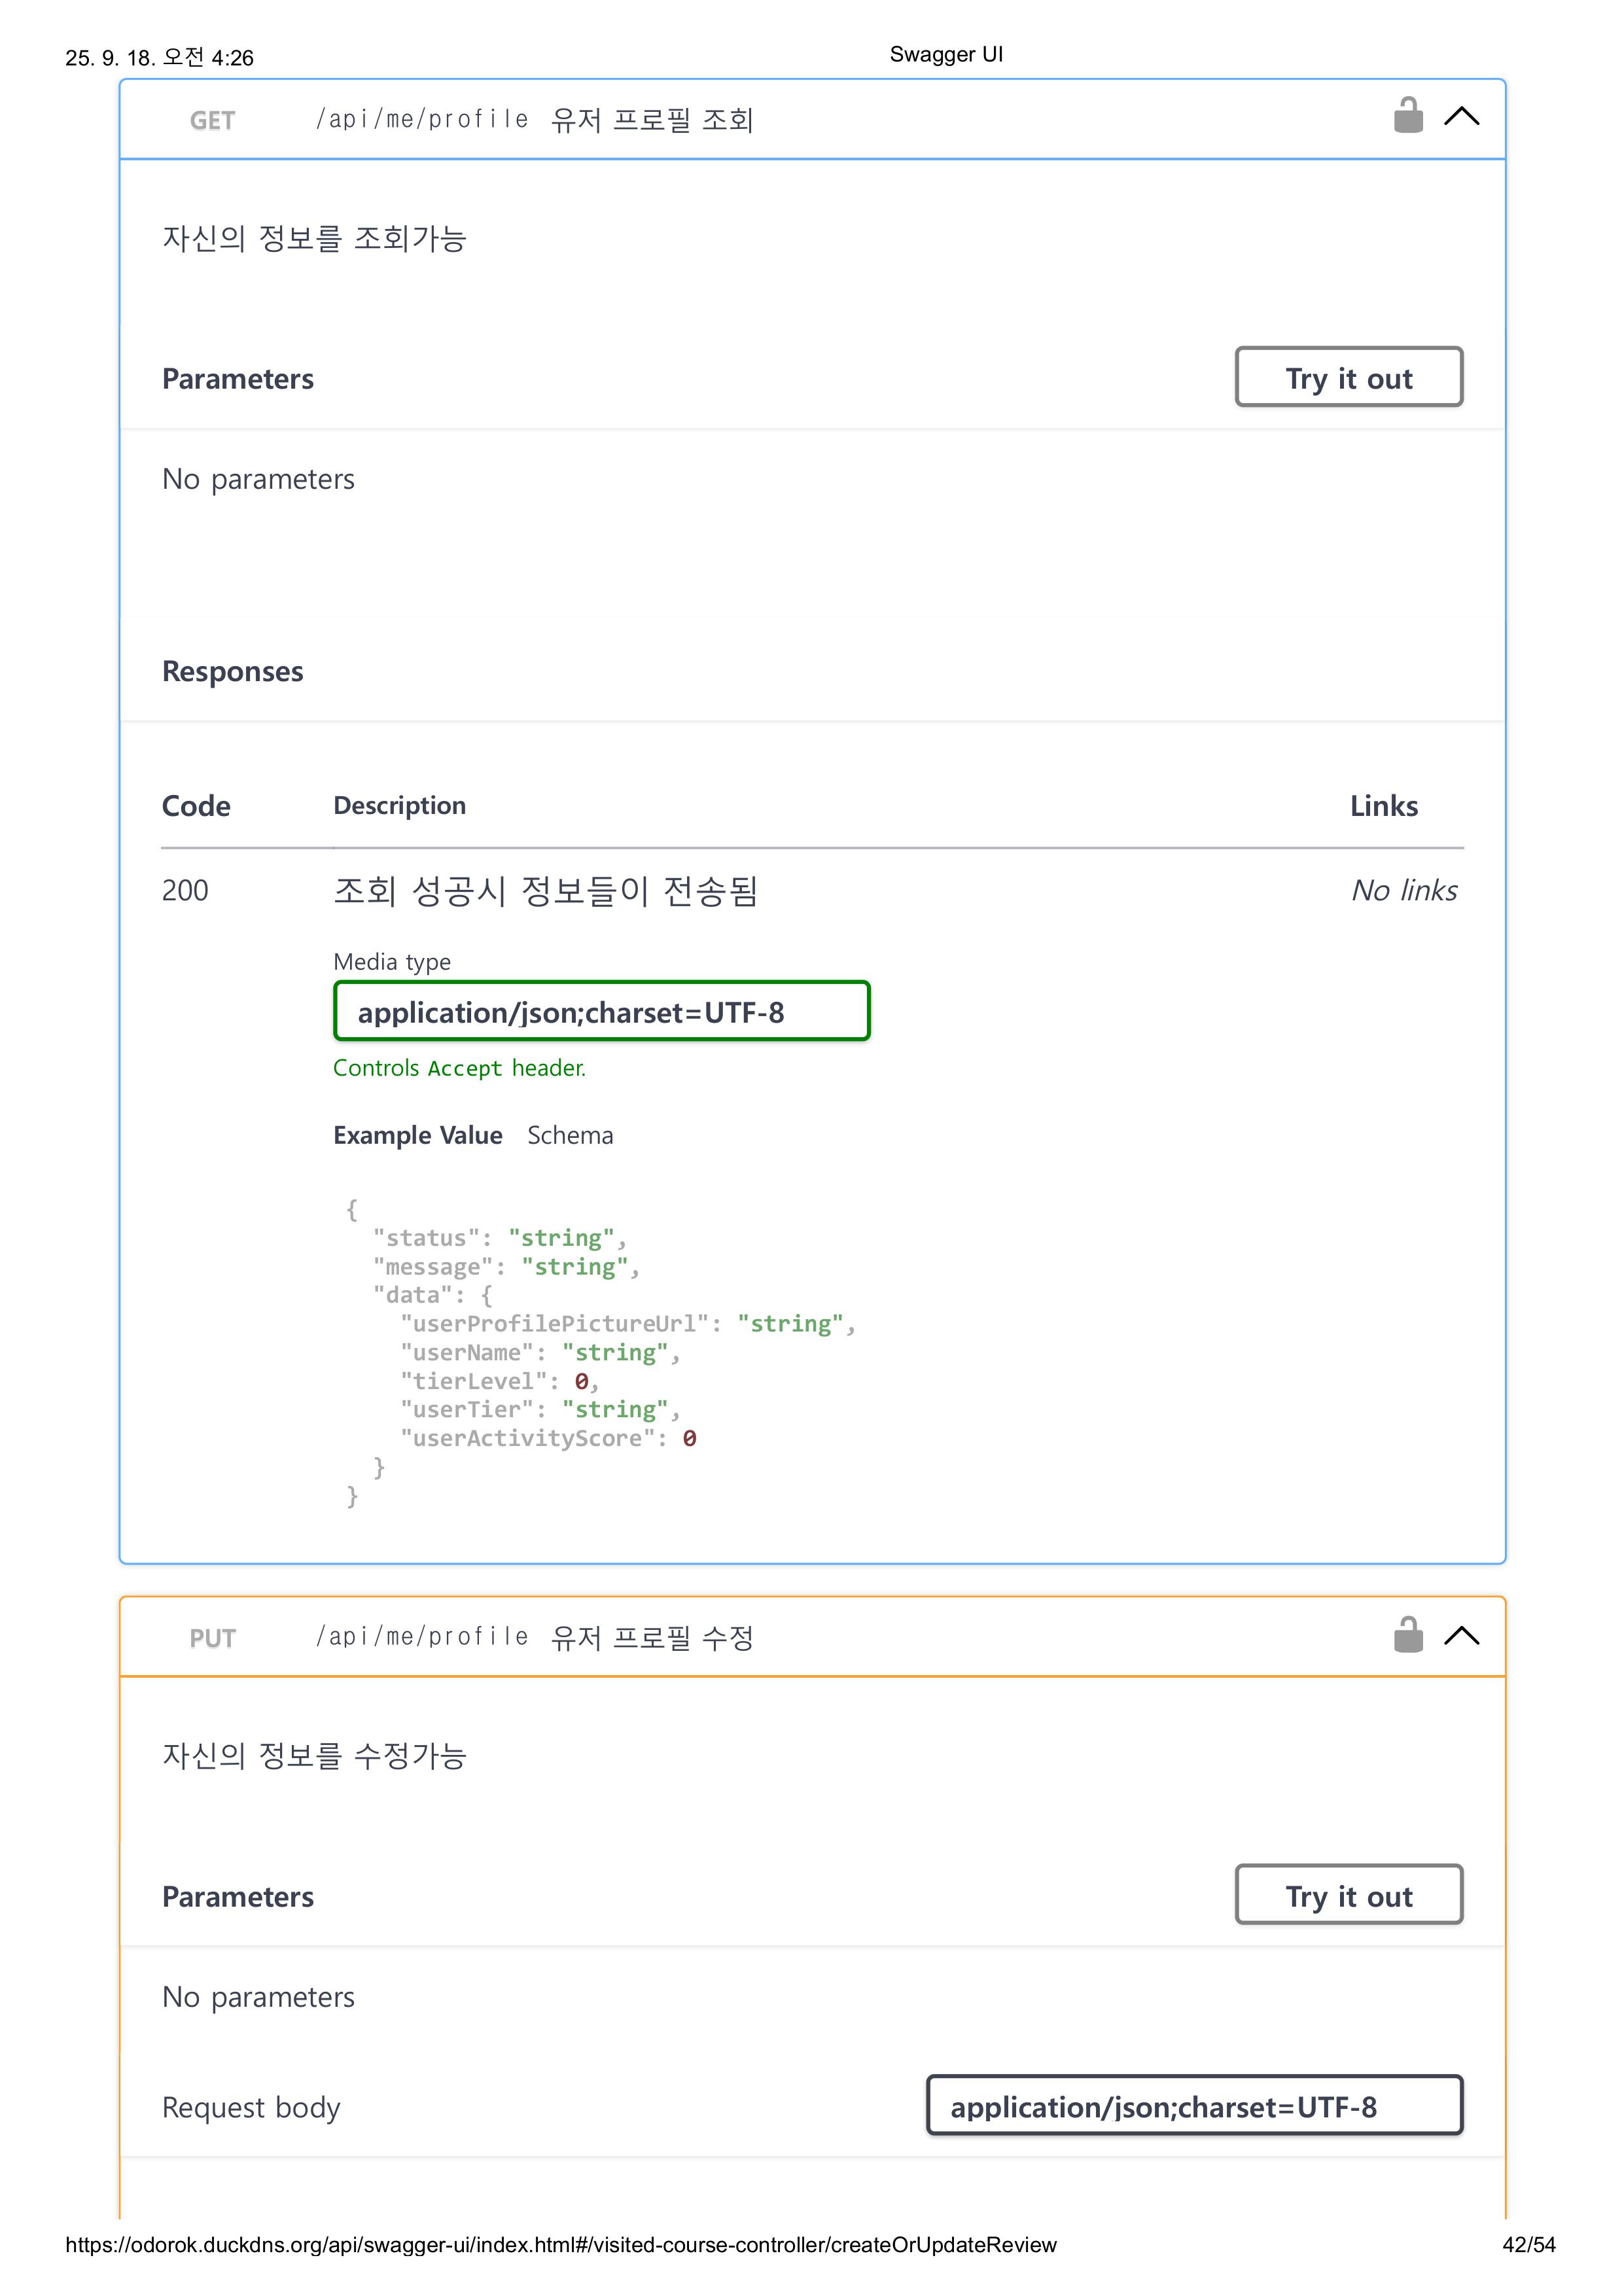 25. 9. 18. 오전 4:26 Swagger UI
GET /api/me/profile 유저 프로필 조회
자신의 정보를 조회가능
Parameters Try it out
No parameters
Responses
Code Description Links
200 조회 성공시 정보들이 전송됨 No links
Media type
application/json;charset=UTF-8
Controls Accept header.
Example Value Schema
{
  "status": "string",
  "message": "string",
  "data": {
    "userProfilePictureUrl": "string",
    "userName": "string",
    "tierLevel": 0,
    "userTier": "string",
    "userActivityScore": 0
  }
}
PUT /api/me/profile 유저 프로필 수정
자신의 정보를 수정가능
Parameters Try it out
No parameters
Request body application/json;charset=UTF-8
https://odorok.duckdns.org/api/swagger-ui/index.html#/visited-course-controller/createOrUpdateReview 42/54